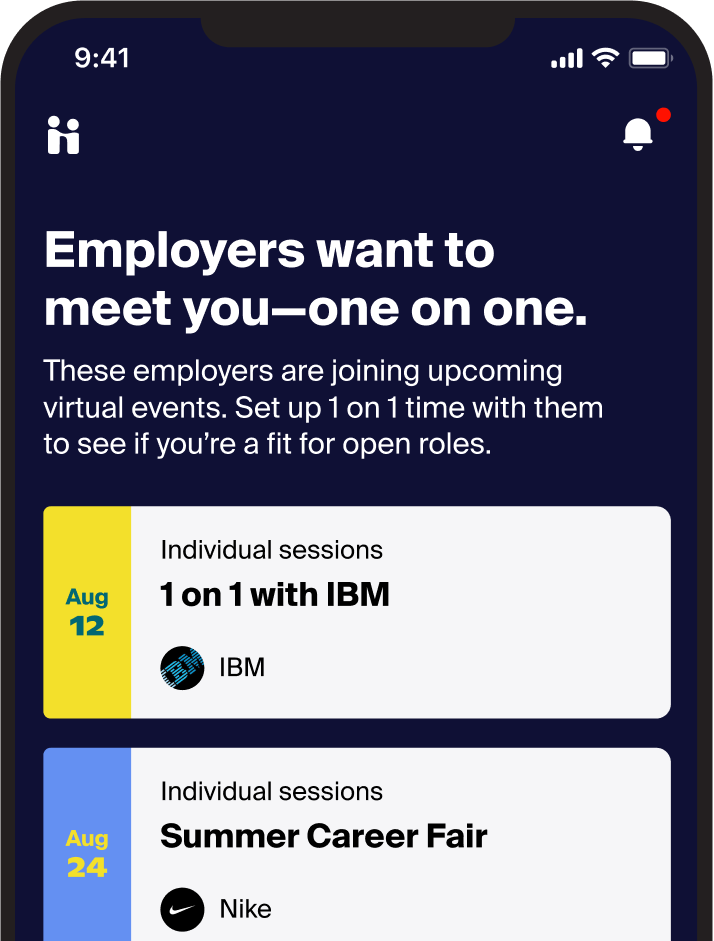 9:41
Employers want to
meet you—one on one.
These employers are joining upcoming
virtual events. Set up 1 on 1 time with them
to see if you’re a fit for open roles.
Aug
12
Individual sessions
1 on 1 with IBM
IBM
IBM
Aug
24
Individual sessions
Summer Career Fair
Nike